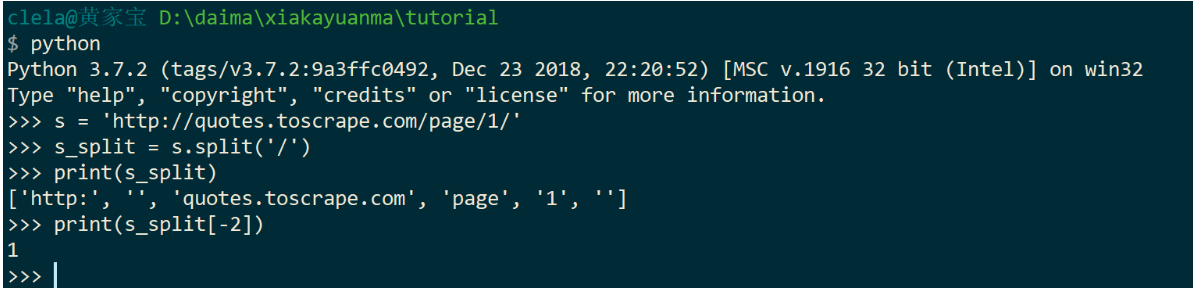 clela@黄家宝 D:\daima\xiakayuanma\tutorial
$ python
Python 3.7.2 (tags/v3.7.2:9a3ffc0492, Dec 23 2018, 22:20:52) [MSC v.1916 32 bit (Intel)] on win32
Type "help", "copyright", "credits" or "license" for more information.
>>> s = 'http://quotes.toscrape.com/page/1/'
>>> s_split = s.split('/')
>>> print(s_split)
['http:', '', 'quotes.toscrape.com', 'page', '1', '']
>>> print(s_split[-2])
1
>>>